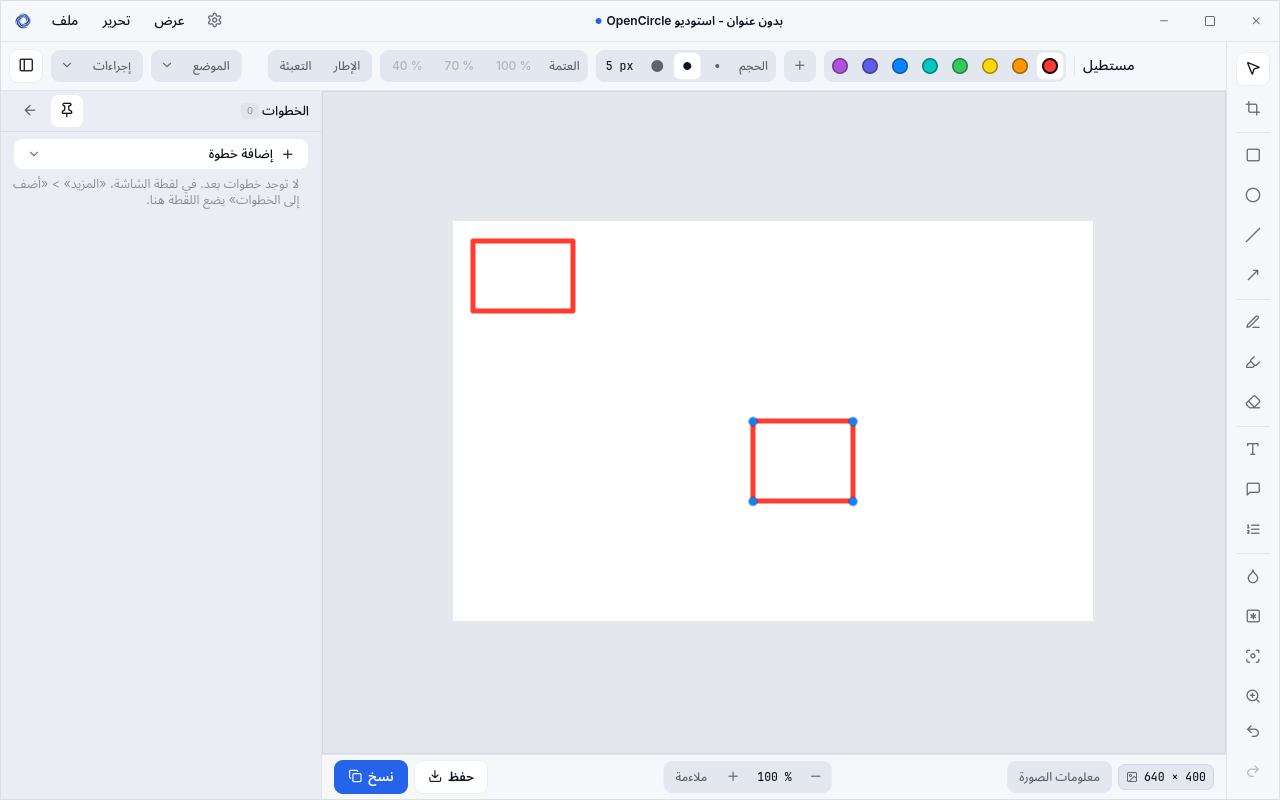 ملف
تحرير
عرض
بدون عنوان - استوديو OpenCircle
مستطيل
الحجم
5 px
العتمة
100 %
70 %
40 %
الإطار
التعبئة
الموضع
إجراءات
الخطوات 0
إضافة خطوة
لا توجد خطوات بعد. في لقطة الشاشة، «المزيد» > «أضف
إلى الخطوات» يضع اللقطة هنا.
640 × 400
معلومات الصورة
100 %
ملاءمة
حفظ
نسخ